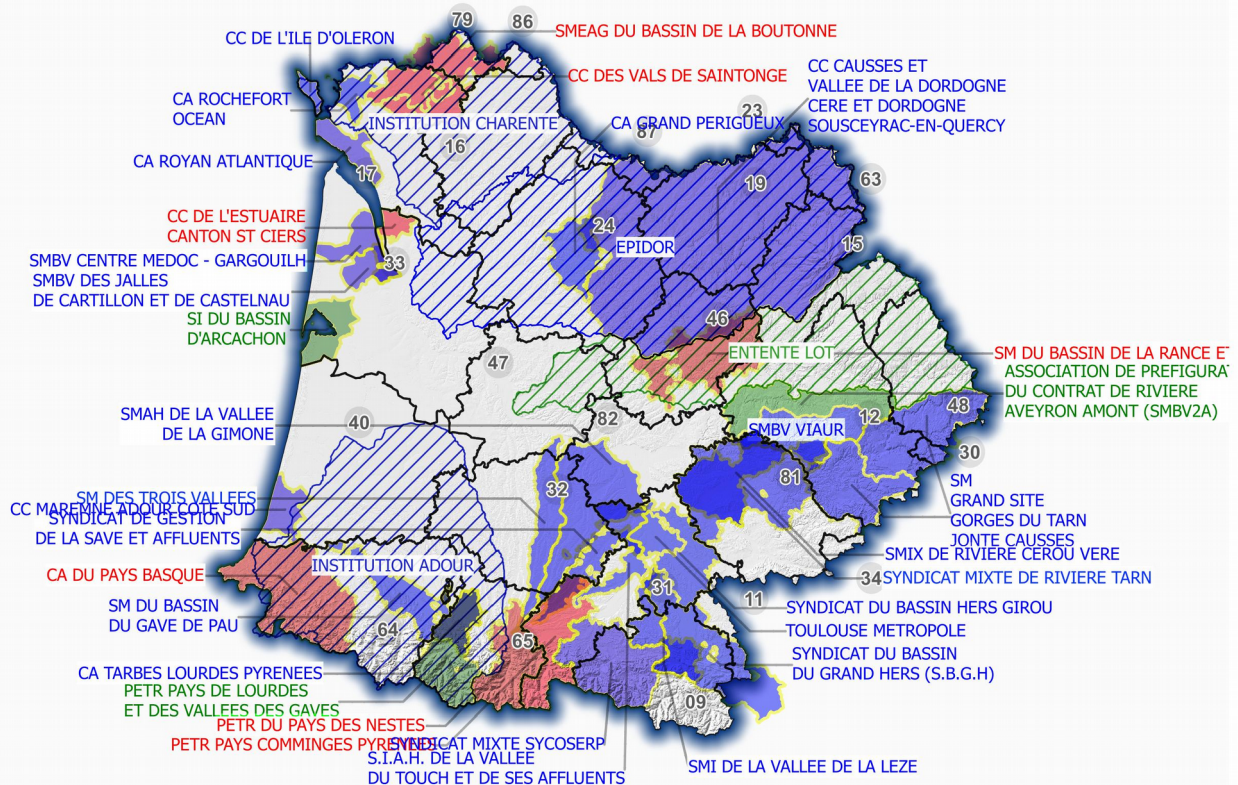 79
86
SMEAG DU BASSIN DE LA BOUTONNE
CC DE L'ILE D'OLERON
CC DES VALS DE SAINTONGE
CC CAUSSES ET
VALLEE DE LA DORDOGNE
CERE ET DORDOGNE
SOUSCEYRAC-EN-QUERCY
CA ROCHEFORT
OCEAN
INSTITUTION CHARENTE
CA GRAND PERIGUEUX
23
87
16
CA ROYAN ATLANTIQUE
17
19
63
CC DE L'ESTUAIRE
CANTON ST CIERS
24
EPIDOR
15
SMBV CENTRE MEDOC - GARGOUILH
33
SMBV DES JALLES
DE CARTILLON ET DE CASTELNAU
SI DU BASSIN
D'ARCACHON
46
47
ENTENTE LOT
SM DU BASSIN DE LA RANCE ET
ASSOCIATION DE PREFIGURAT
DU CONTRAT DE RIVIERE
AVEYRON AMONT (SMBV2A)
48
SMAH DE LA VALLEE
DE LA GIMONE
40
82
12
SMBV VIAUR
30
81
32
SM
GRAND SITE
GORGES DU TARN
JONTE CAUSSES
SM DES TROIS VALLEES
CC MAREMNE ADOUR COTE SUD
SYNDICAT DE GESTION
DE LA SAVE ET AFFLUENTS
SMIX DE RIVIERE CEROU VERE
INSTITUTION ADOUR
CA DU PAYS BASQUE
34
SYNDICAT MIXTE DE RIVIERE TARN
31
11
SYNDICAT DU BASSIN HERS GIROU
SM DU BASSIN
DU GAVE DE PAU
64
65
TOULOUSE METROPOLE
SYNDICAT DU BASSIN
DU GRAND HERS (S.B.G.H)
CA TARBES LOURDES PYRENEES
PETR PAYS DE LOURDES
ET DES VALLEES DES GAVES
09
PETR DU PAYS DES NESTES
PETR PAYS COMMINGES PYRENEES
SYNDICAT MIXTE SYCOSERP
S.I.A.H. DE LA VALLEE
DU TOUCH ET DE SES AFFLUENTS
SMI DE LA VALLEE DE LA LEZE